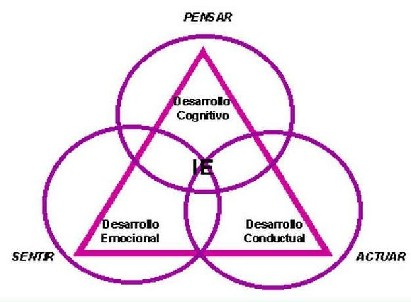 PENSAR
Desarrollo
Cognitivo
IE
Desarrollo
Emocional
Desarrollo
Conductual
SENTIR
ACTUAR